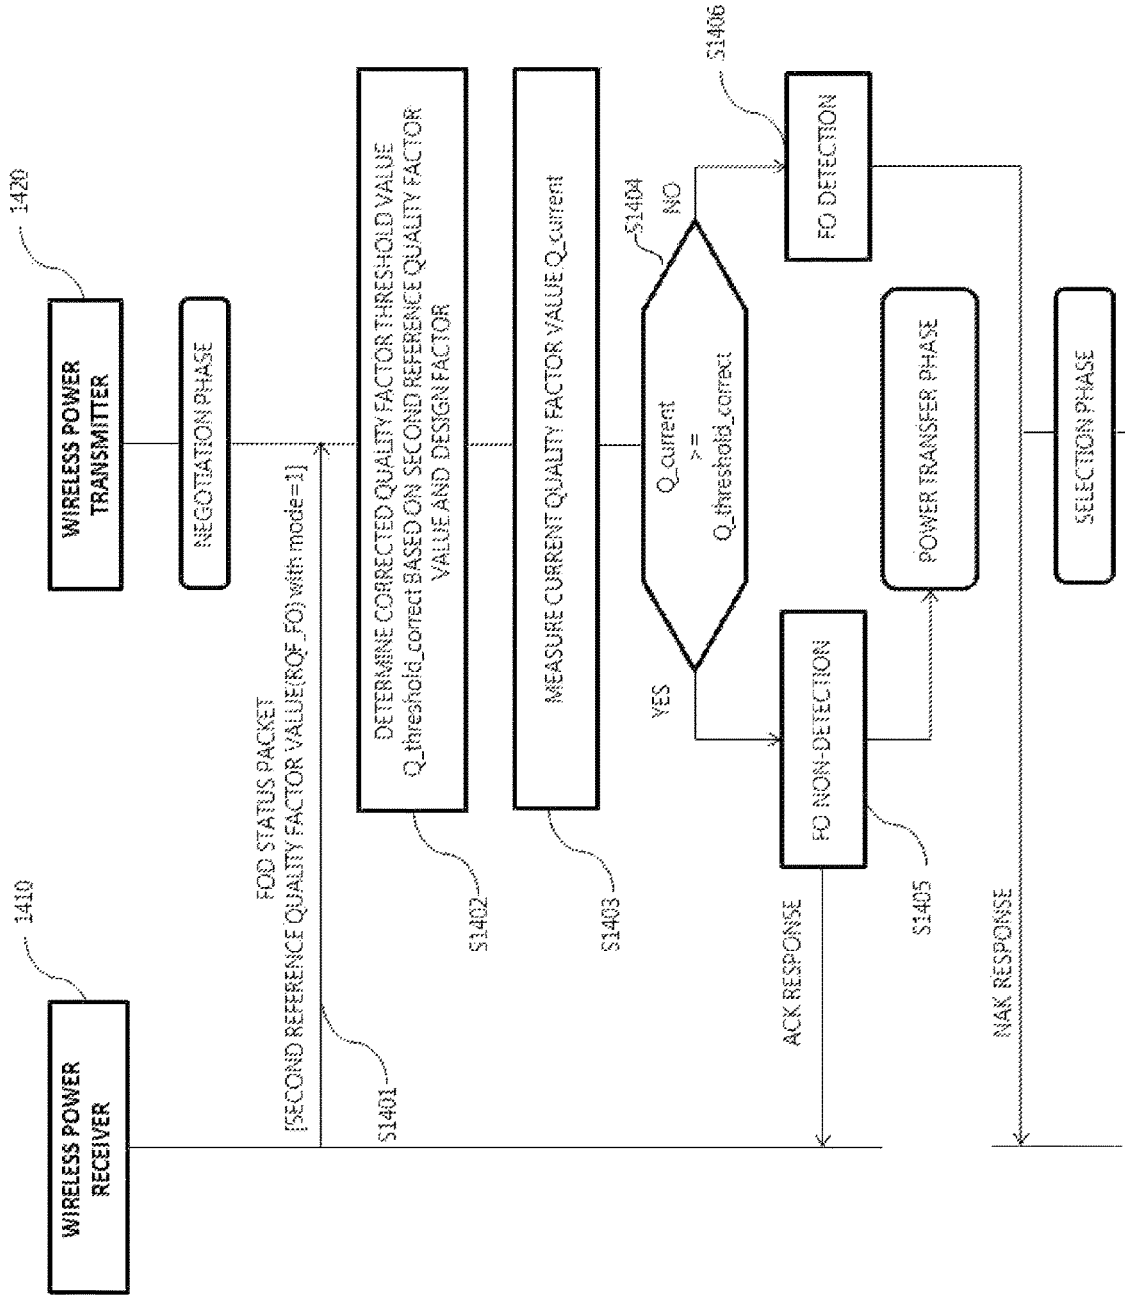 WIRELESS POWER
RECEIVER
1410
WIRELESS POWER
TRANSMITTER
1420
NEGOTIATION PHASE
FOD STATUS PACKET
[SECOND REFERENCE QUALITY FACTOR VALUE(RQF_FO) with mode=1]
S1401
DETERMINE CORRECTED QUALITY FACTOR THRESHOLD VALUE
Q_threshold_correct BASED ON SECOND REFERENCE QUALITY FACTOR
VALUE AND DESIGN FACTOR
S1402
MEASURE CURRENT QUALITY FACTOR VALUE Q_current
S1403
Q_current
>=
Q_threshold_correct
S1404
YES
NO
FO NON-DETECTION
S1405
FO DETECTION
S1406
ACK RESPONSE
POWER TRANSFER PHASE
NAK RESPONSE
SELECTION PHASE